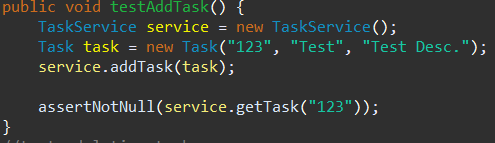 public void testAddTask() {
    TaskService service = new TaskService();
    Task task = new Task("123", "Test", "Test Desc.");
    service.addTask(task);

    assertNotNull(service.getTask("123"));
}